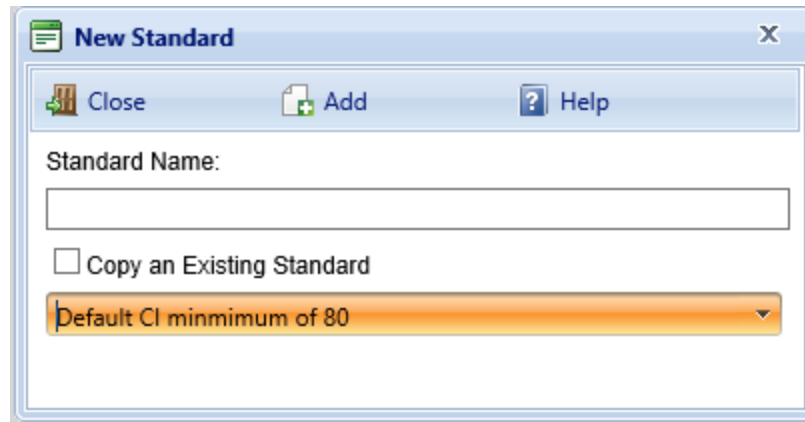 New Standard
Close Add Help
Standard Name:
Copy an Existing Standard
Default CI minmimum of 80